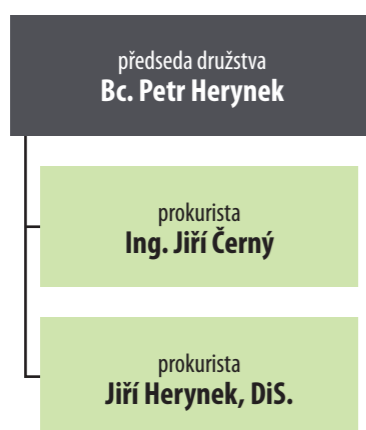 předseda družstva
Bc. Petr Herynek
prokurista
Ing. Jiří Černý
prokurista
Jiří Herynek, DiS.